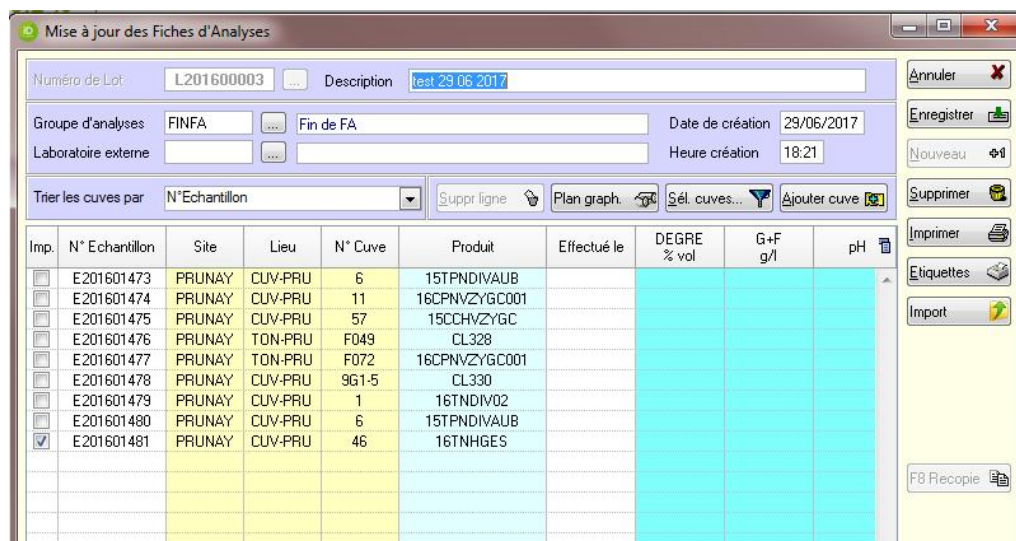 Mise à jour des Fiches d'Analyses
Numéro de Lot L201600003 ... Description test 29 06 2017
Annuler
Groupe d'analyses FINFA ... Fin de FA Date de création 29/06/2017
Enregistrer
Laboratoire externe ... Heure création 18:21
Nouveau
Trier les cuves par N°Echantillon Suppr ligne Plan graph. Sél. cuves... Ajouter cuve
Supprimer
Imp. N° Echantillon Site Lieu N° Cuve Produit Effectué le DEGRE % vol G+F g/l pH
Imprimer
E201601473 PRUNAY CUV-PRU 6 15TPNDIVAUB
Etiquettes
E201601474 PRUNAY CUV-PRU 11 16CPNVZYGC001
E201601475 PRUNAY CUV-PRU 57 15CCHVZYGC
Import
E201601476 PRUNAY TON-PRU F049 CL328
E201601477 PRUNAY TON-PRU F072 16CPNVZYGC001
E201601478 PRUNAY CUV-PRU 9G1-5 CL330
E201601479 PRUNAY CUV-PRU 1 16TNDIV02
E201601480 PRUNAY CUV-PRU 6 15TPNDIVAUB
E201601481 PRUNAY CUV-PRU 46 16TNHGES
F8 Recopie